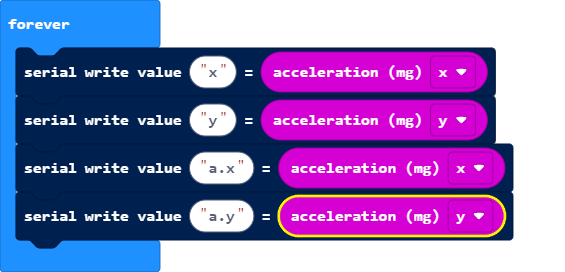 forever
serial write value "x" = acceleration (mg) x
serial write value "y" = acceleration (mg) y
serial write value "a.x" = acceleration (mg) x
serial write value "a.y" = acceleration (mg) y